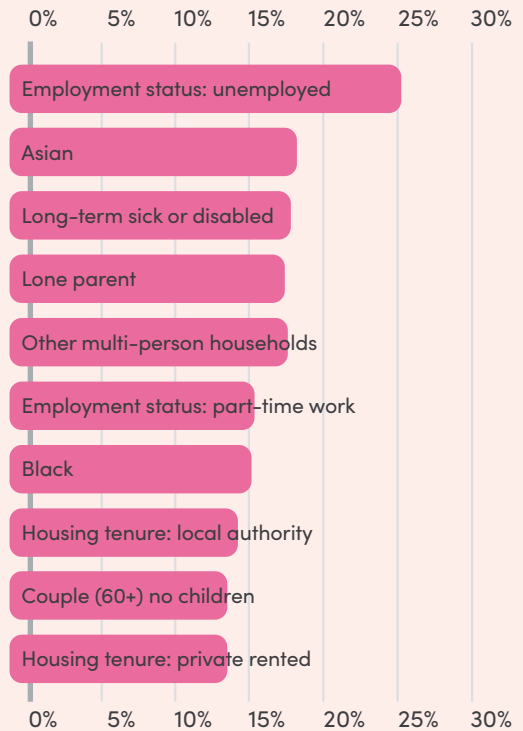 0% 5% 10% 15% 20% 25% 30%
Employment status: unemployed
Asian
Long-term sick or disabled
Lone parent
Other multi-person households
Employment status: part-time work
Black
Housing tenure: local authority
Couple (60+) no children
Housing tenure: private rented
0% 5% 10% 15% 20% 25% 30%